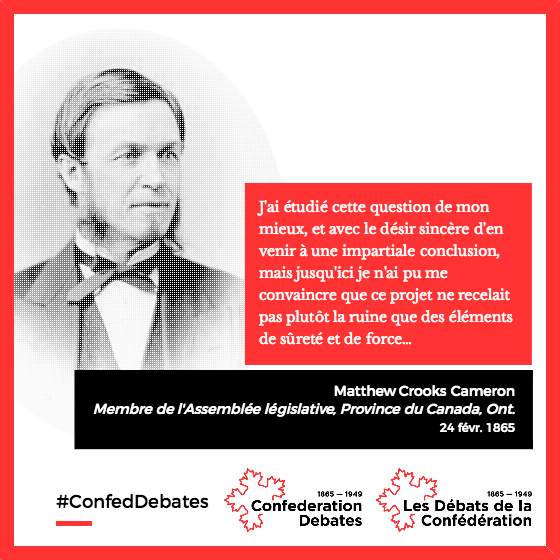 J'ai étudié cette question de mon
mieux, et avec le désir sincère d'en
venir à une impartiale conclusion,
mais jusqu'ici je n'ai pu me
convaincre que ce projet ne recelait
pas plutôt la ruine que des éléments
de sûreté et de force...
Matthew Crooks Cameron
Membre de l'Assemblée législative, Province du Canada, Ont.
24 févr. 1865
#ConfedDebates
1865 — 1949
Confederation
Debates
1865 — 1949
Les Débats de la
Confédération